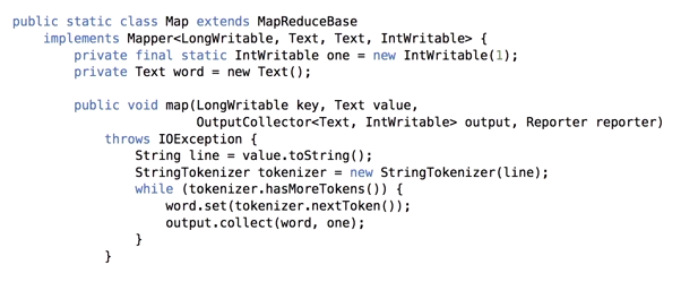 public static class Map extends MapReduceBase
implements Mapper<LongWritable, Text, Text, IntWritable> {
private final static IntWritable one = new IntWritable(1);
private Text word = new Text();
public void map(LongWritable key, Text value,
OutputCollector<Text, IntWritable> output, Reporter reporter)
throws IOException {
String line = value.toString();
StringTokenizer tokenizer = new StringTokenizer(line);
while (tokenizer.hasMoreTokens()) {
word.set(tokenizer.nextToken());
output.collect(word, one);
}
}